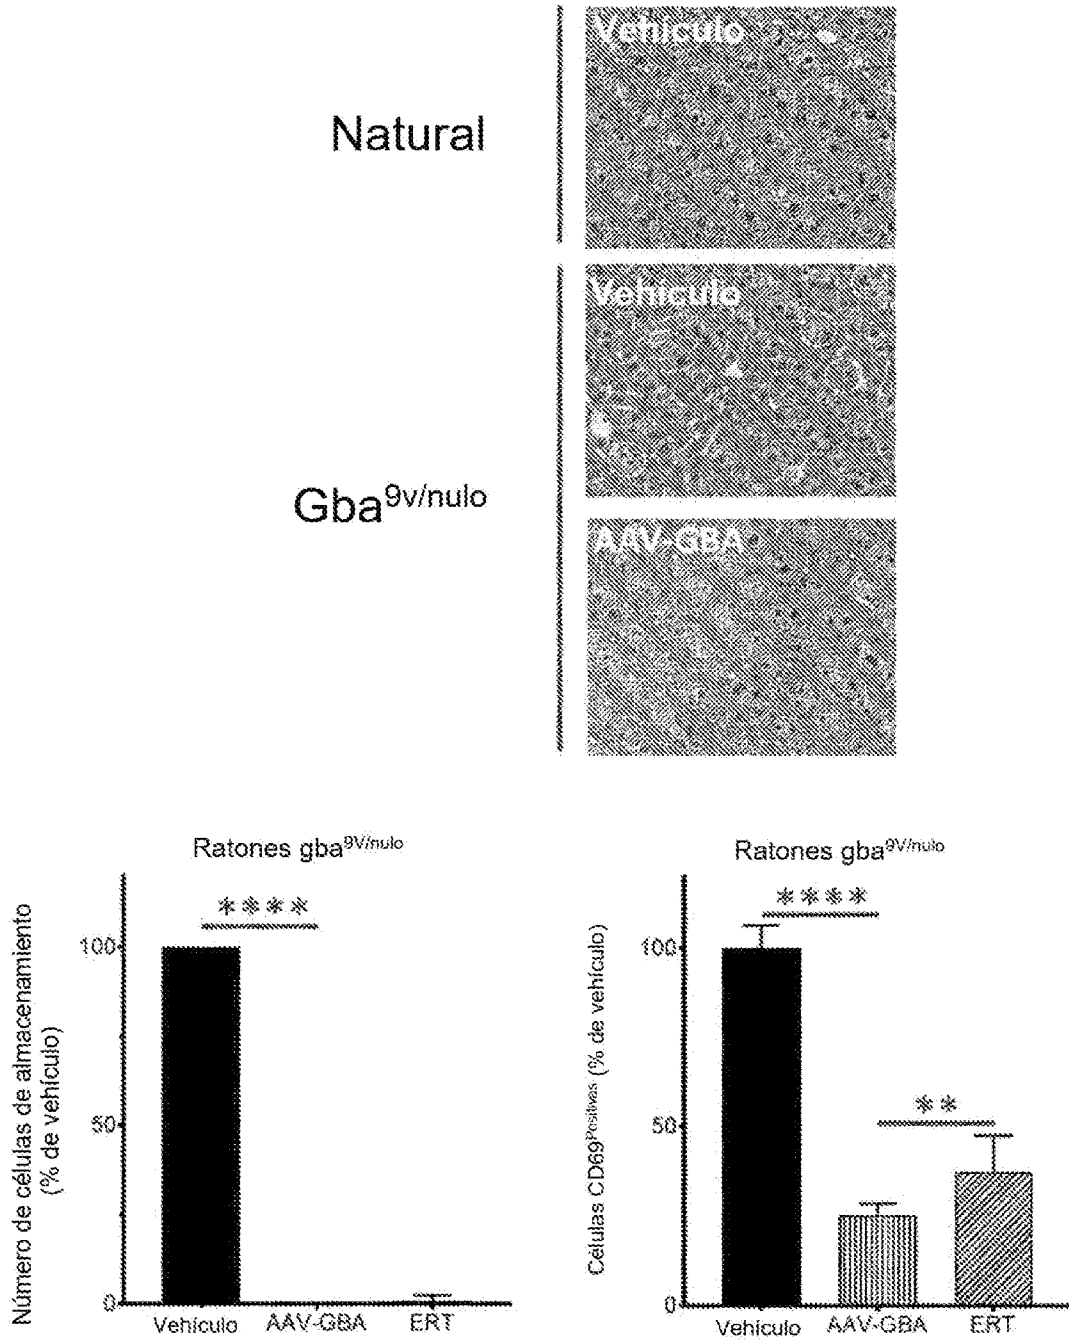 Natural
Vehículo
Vehículo
Gba9v/nulo
AAV-GBA
Ratones gba9V/nulo
Número de células de almacenamiento
(% de vehículo)
****
100
50
0
Vehículo AAV-GBA ERT
Ratones gba9V/nulo
Células CD69Positivas (% de vehículo)
****
**
100
50
0
Vehículo AAV-GBA ERT